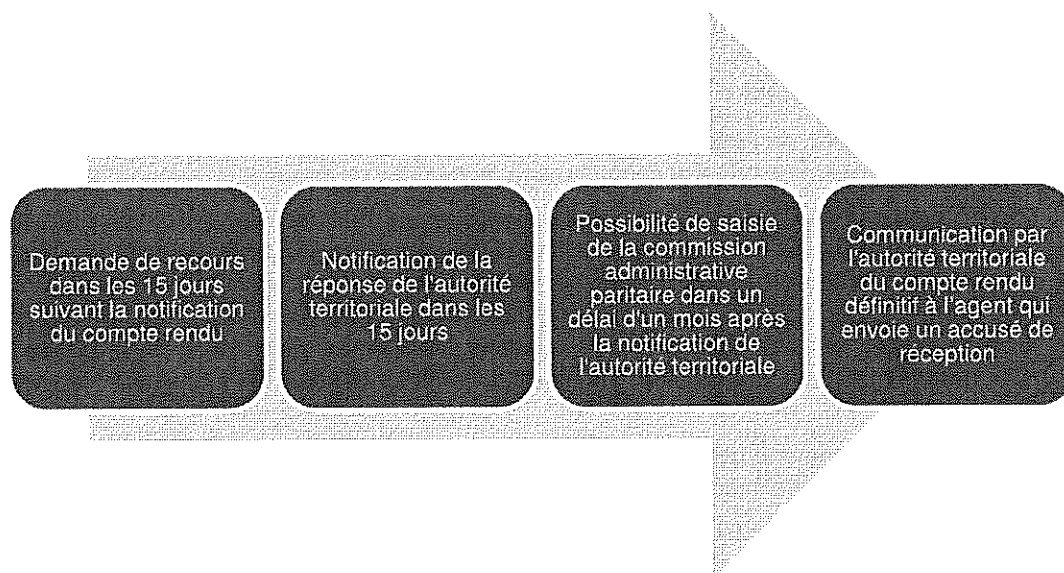 Demande de recours
dans les 15 jours
suivant la notification
du compte rendu
Notification de la
réponse de l'autorité
territoriale dans les
15 jours
Possibilité de saisie
de la commission
administrative
paritaire dans un
délai d'un mois après
la notification de
l'autorité territoriale
Communication par
l'autorité territoriale
du compte rendu
définitif à l'agent qui
envoie un accusé de
reception